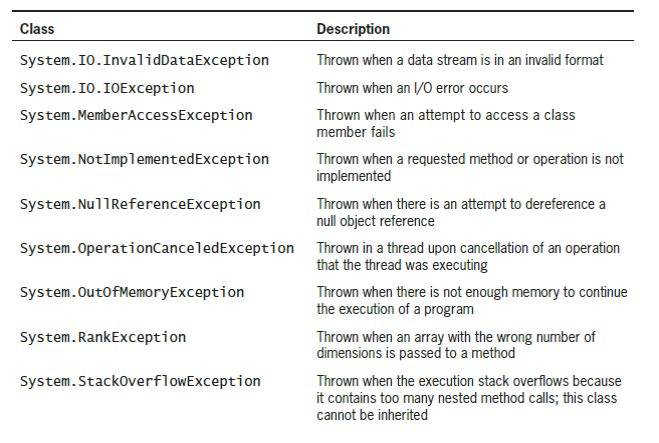 Class Description
System.IO.InvalidDataException Thrown when a data stream is in an invalid format
System.IO.IOException Thrown when an I/O error occurs
System.MemberAccessException Thrown when an attempt to access a class
member fails
System.NotImplementedException Thrown when a requested method or operation is not
implemented
System.NullReferenceException Thrown when there is an attempt to dereference a
null object reference
System.OperationCanceledException Thrown in a thread upon cancellation of an operation
that the thread was executing
System.OutOfMemoryException Thrown when there is not enough memory to continue
the execution of a program
System.RankException Thrown when an array with the wrong number of
dimensions is passed to a method
System.StackOverflowException Thrown when the execution stack overflows because
it contains too many nested method calls; this class
cannot be inherited